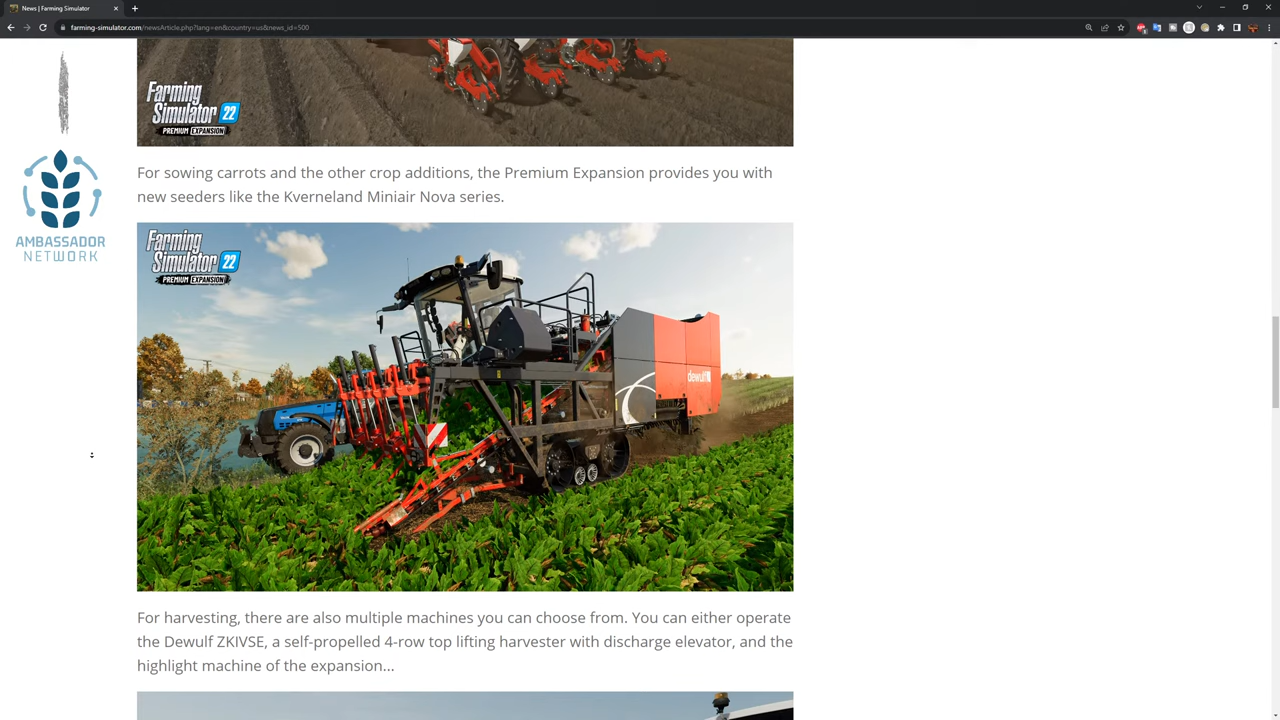 News | Farming Simulator
farming-simulator.com/newsArticle.php?lang=en&country=us&news_id=500
Farming
Simulator 22
PREMIUM EXPANSION
AMBASSADOR
NETWORK
For sowing carrots and the other crop additions, the Premium Expansion provides you with
new seeders like the Kverneland Miniair Nova series.
Farming
Simulator 22
PREMIUM EXPANSION
dewulf
For harvesting, there are also multiple machines you can choose from. You can either operate
the Dewulf ZKIVSE, a self-propelled 4-row top lifting harvester with discharge elevator, and the
highlight machine of the expansion...